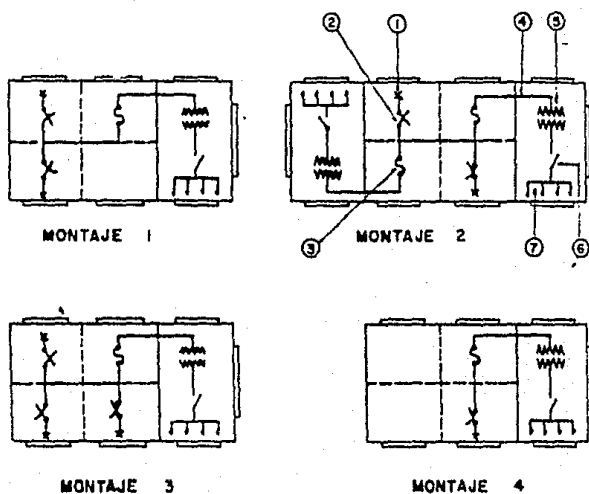 ② ① ④ ⑤
MONTAJE 1
③ MONTAJE 2 ⑦ ⑥
MONTAJE 3
MONTAJE 4